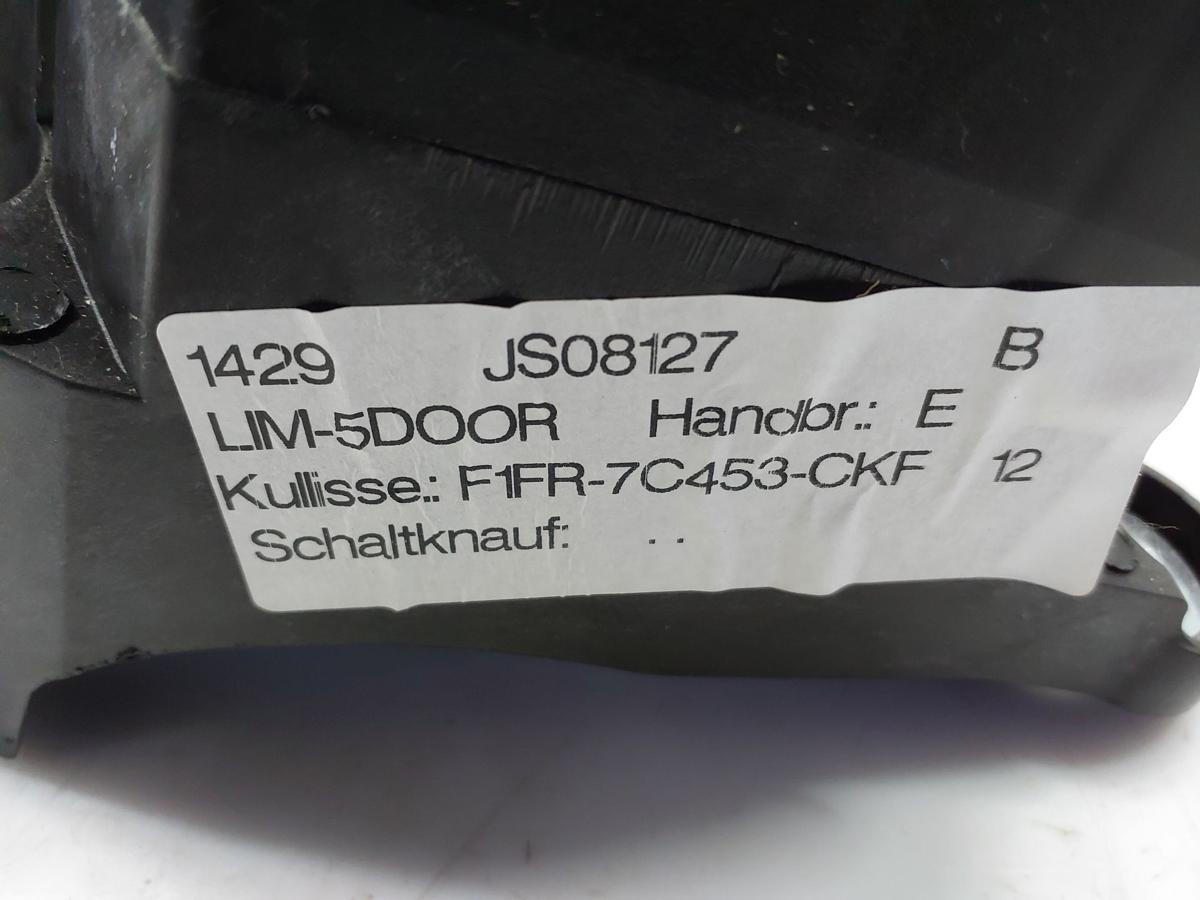 1429 JS08127 B
LIM-5DOOR Handbr.: E
Kullisse.: F1FR-7C453-CKF 12
Schaltknauf: . .